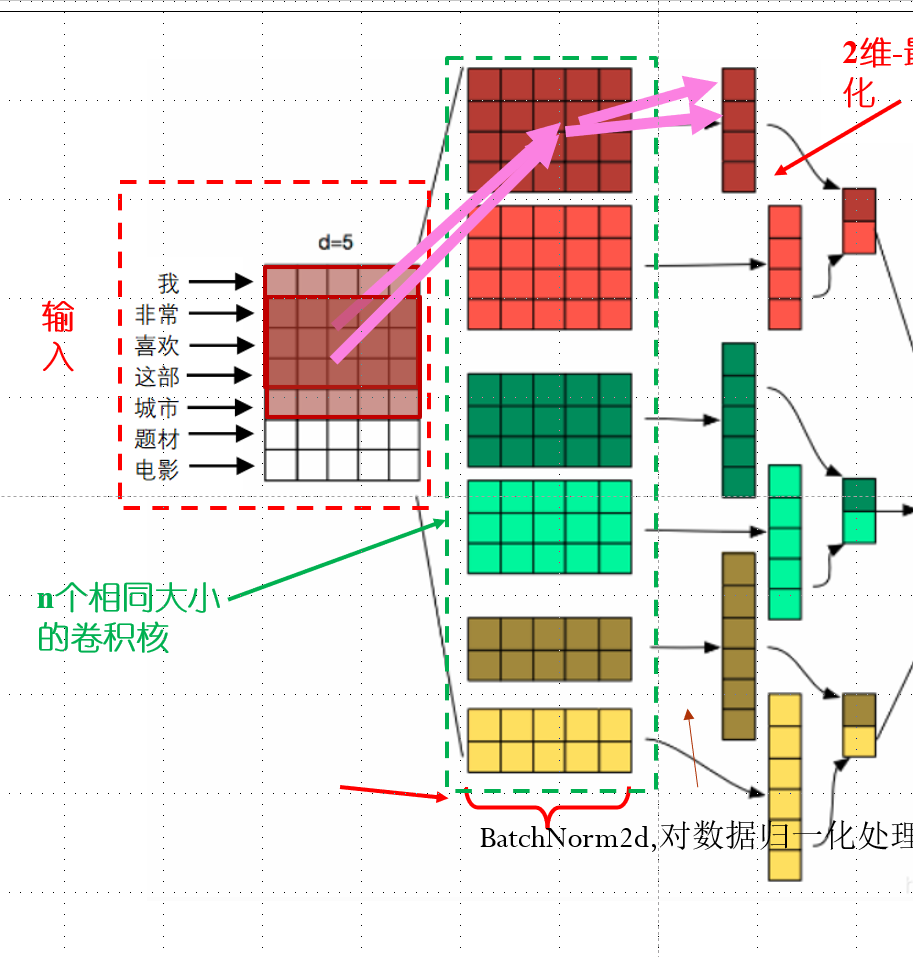 2维-最
化
d=5
输
入
我
非常
喜欢
这部
城市
题材
电影
n个相同大小
的卷积核
BatchNorm2d,对数据归一化处理